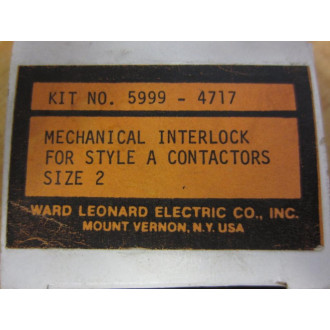 KIT NO. 5999 - 4717
MECHANICAL INTERLOCK
FOR STYLE A CONTACTORS
SIZE 2
WARD LEONARD ELECTRIC CO., INC.
MOUNT VERNON, N.Y. USA